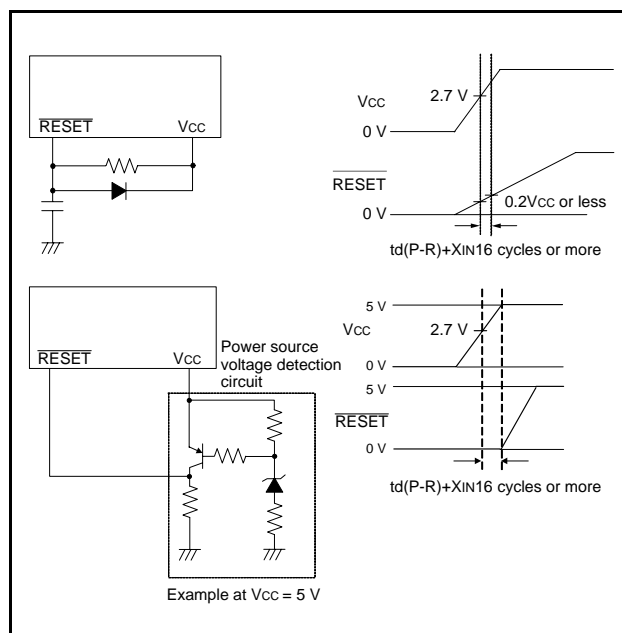 RESET
VCC
VCC
2.7 V
0 V
RESET
0 V
0.2VCC or less
td(P-R)+XIN16 cycles or more
RESET
VCC
Power source
voltage detection
circuit
Example at VCC = 5 V
5 V
VCC
2.7 V
0 V
5 V
RESET
0 V
td(P-R)+XIN16 cycles or more